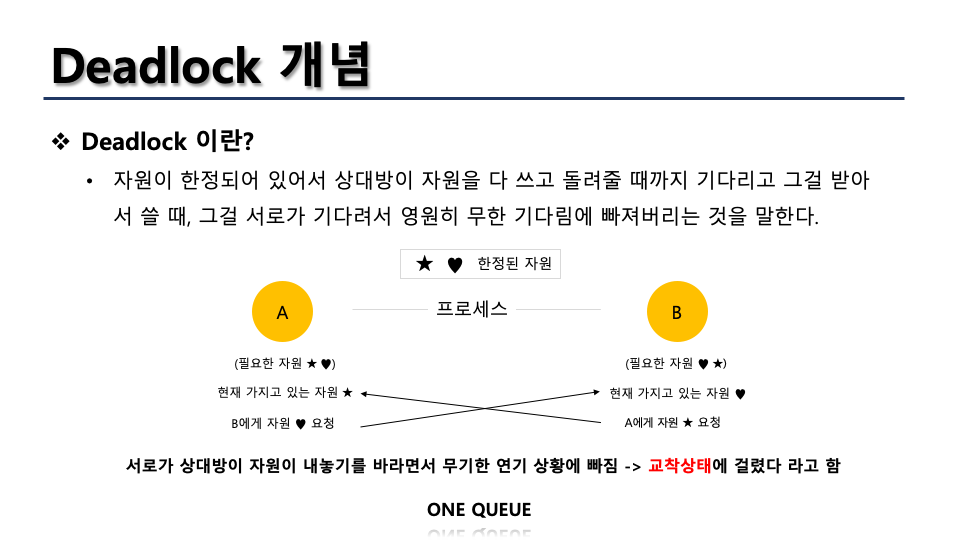 Deadlock 개념
❖ Deadlock 이란?
• 자원이 한정되어 있어서 상대방이 자원을 다 쓰고 돌려줄 때까지 기다리고 그걸 받아
서 쓸 때, 그걸 서로가 기다려서 영원히 무한 기다림에 빠져버리는 것을 말한다.
★ ♥ 한정된 자원
A 프로세스 B
(필요한 자원 ★ ♥) (필요한 자원 ♥ ★)
현재 가지고 있는 자원 ★ 현재 가지고 있는 자원 ♥
B에게 자원 ♥ 요청 A에게 자원 ★ 요청
서로가 상대방이 자원이 내놓기를 바라면서 무기한 연기 상황에 빠짐 -> 교착상태에 걸렸다 라고 함
ONE QUEUE